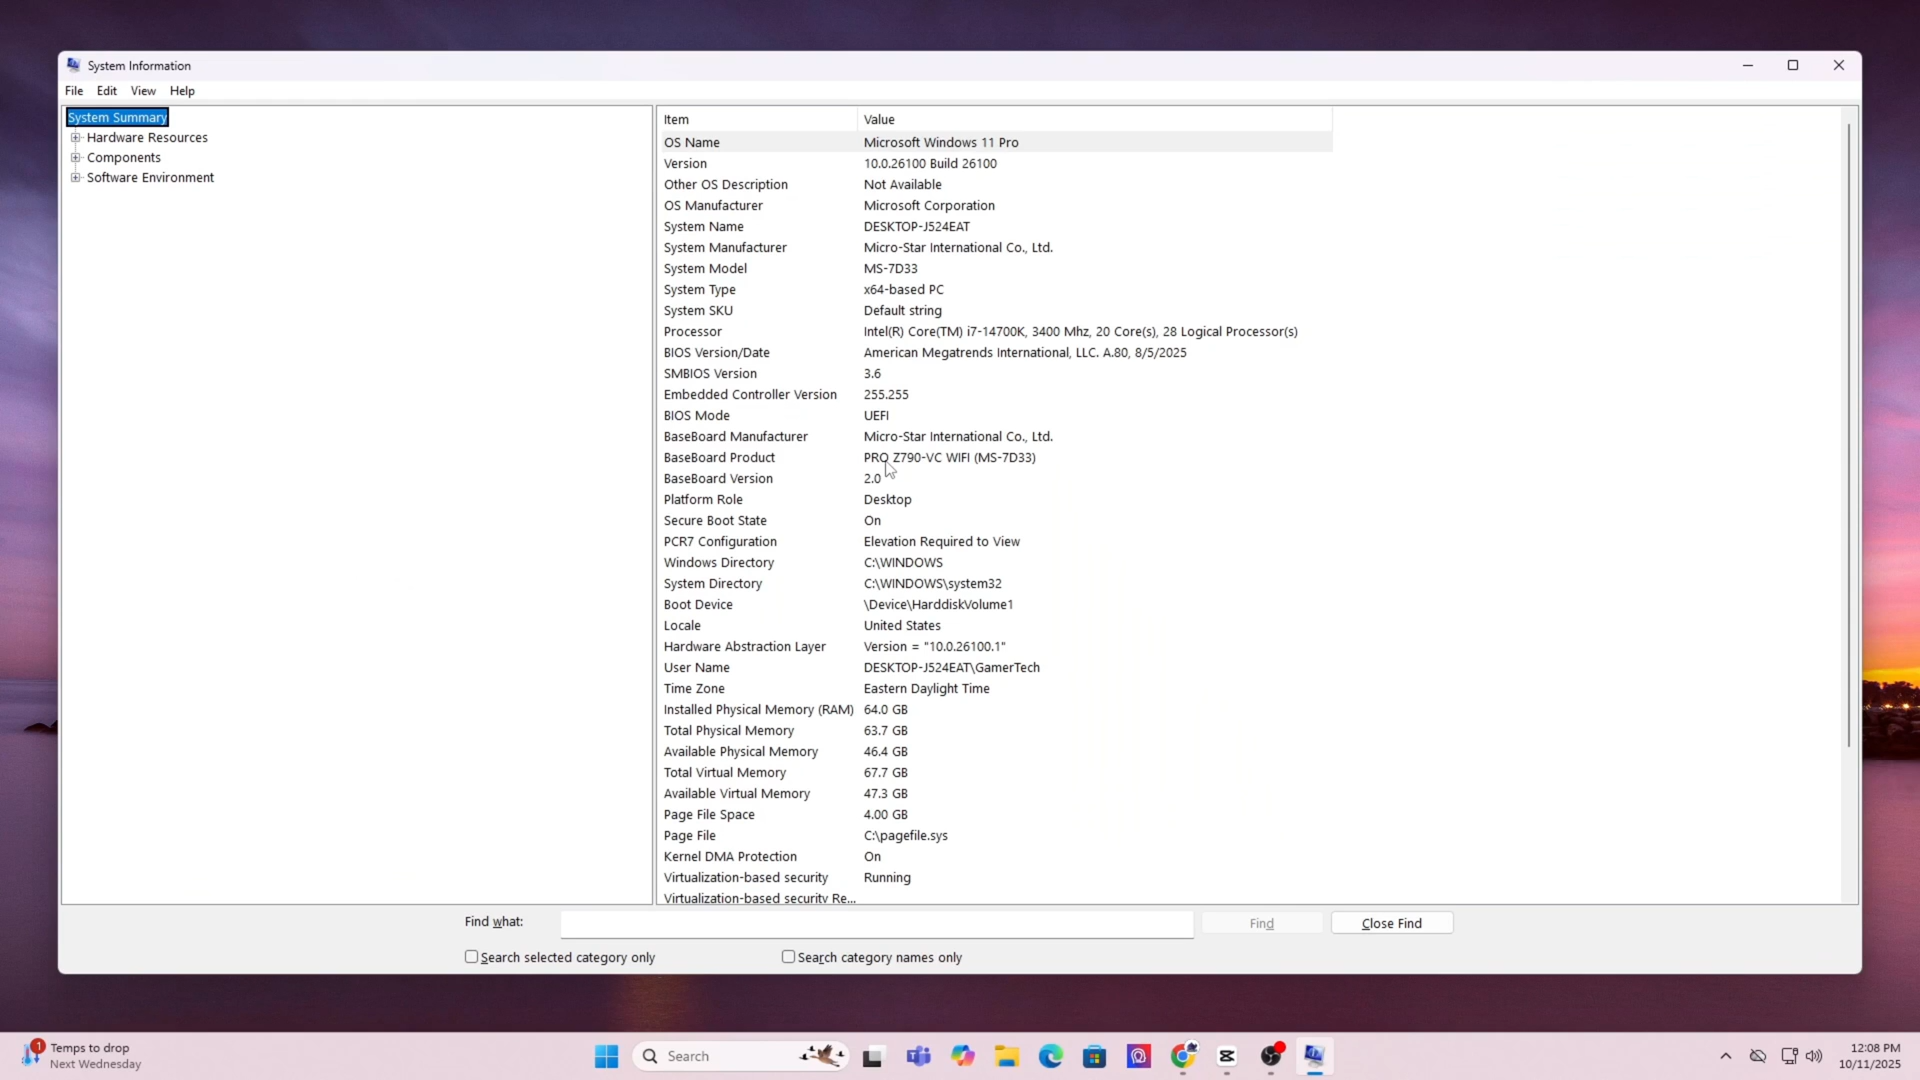 System Information
File Edit View Help
System Summary
Hardware Resources
Components
Software Environment
Item Value
OS Name Microsoft Windows 11 Pro
Version 10.0.26100 Build 26100
Other OS Description Not Available
OS Manufacturer Microsoft Corporation
System Name DESKTOP-J524EAT
System Manufacturer Micro-Star International Co., Ltd.
System Model MS-7D33
System Type x64-based PC
System SKU Default string
Processor Intel(R) Core(TM) i7-14700K, 3400 Mhz, 20 Core(s), 28 Logical Processor(s)
BIOS Version/Date American Megatrends International, LLC. A.80, 8/5/2025
SMBIOS Version 3.6
Embedded Controller Version 255.255
BIOS Mode UEFI
BaseBoard Manufacturer Micro-Star International Co., Ltd.
BaseBoard Product PRO Z790-VC WIFI (MS-7D33)
BaseBoard Version 2.0
Platform Role Desktop
Secure Boot State On
PCR7 Configuration Elevation Required to View
Windows Directory C:\WINDOWS
System Directory C:\WINDOWS\system32
Boot Device \Device\HarddiskVolume1
Locale United States
Hardware Abstraction Layer Version = "10.0.26100.1"
User Name DESKTOP-J524EAT\GamerTech
Time Zone Eastern Daylight Time
Installed Physical Memory (RAM) 64.0 GB
Total Physical Memory 63.7 GB
Available Physical Memory 46.4 GB
Total Virtual Memory 67.7 GB
Available Virtual Memory 47.3 GB
Page File Space 4.00 GB
Page File C:\pagefile.sys
Kernel DMA Protection On
Virtualization-based security Running
Virtualization-based security Re...
Find what: Find Close Find
Search selected category only Search category names only
1
Temps to drop
Next Wednesday
Search
12:08 PM
10/11/2025